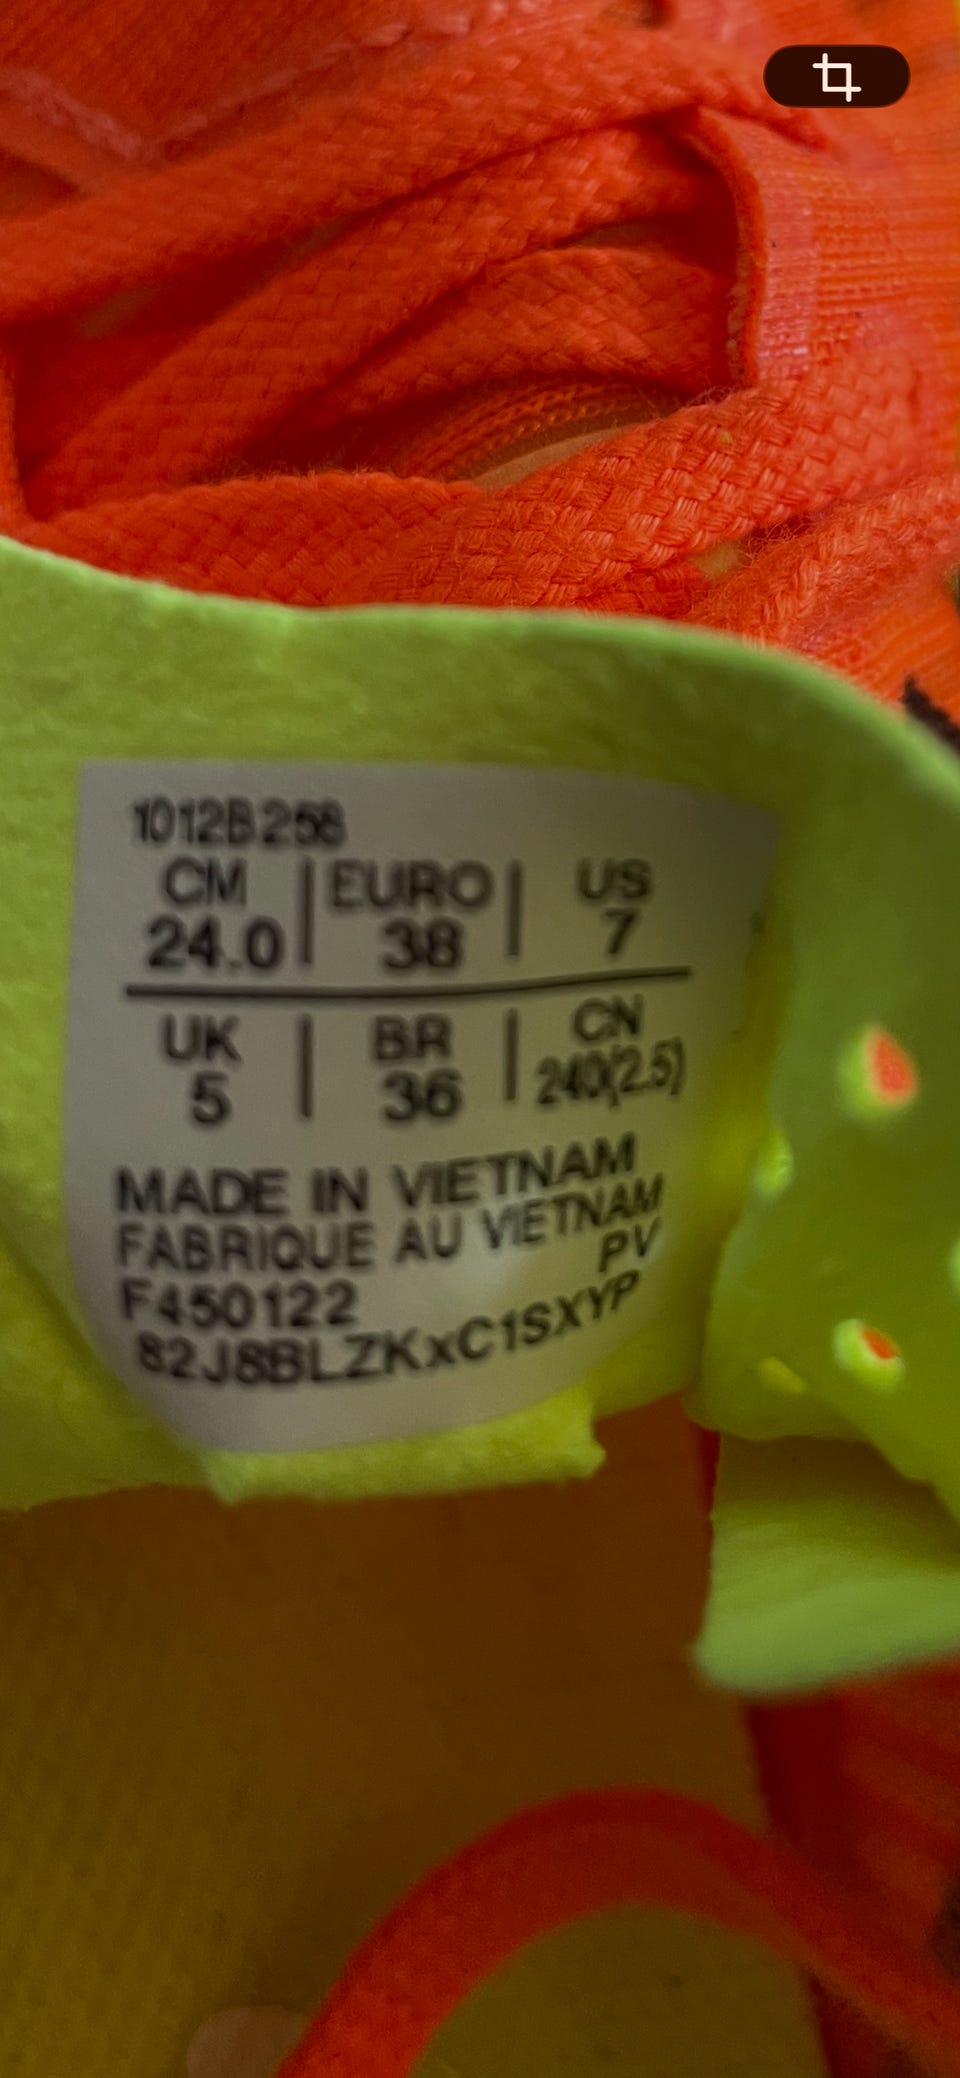 1012B258
CM | EURO | US
24.0 | 38 | 7
UK | BR | CN
5 | 36 | 240(2.5)
MADE IN VIETNAM
FABRIQUE AU VIETNAM
PV
F450122
82J8BLZKxC1SXYP